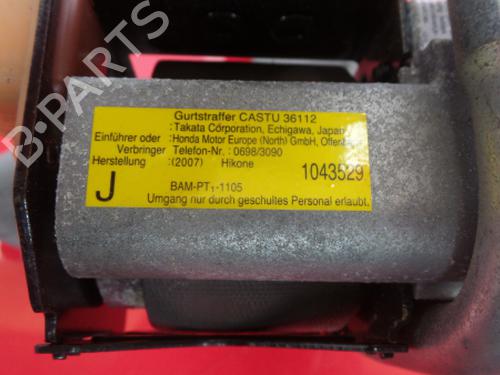 B-PARTS
Gurtstraffer CASTU 36112
:Takata Corporation, Echigawa, Japan
Einführer oder :Honda Motor Europe (North) GmbH,
Verbringer Telefon-Nr. :0698/3090
Herstellung :(2007) Hikone
1043529
J
BAM-PT₁-1105
Umgang nur durch geschultes Personal erlaubt.